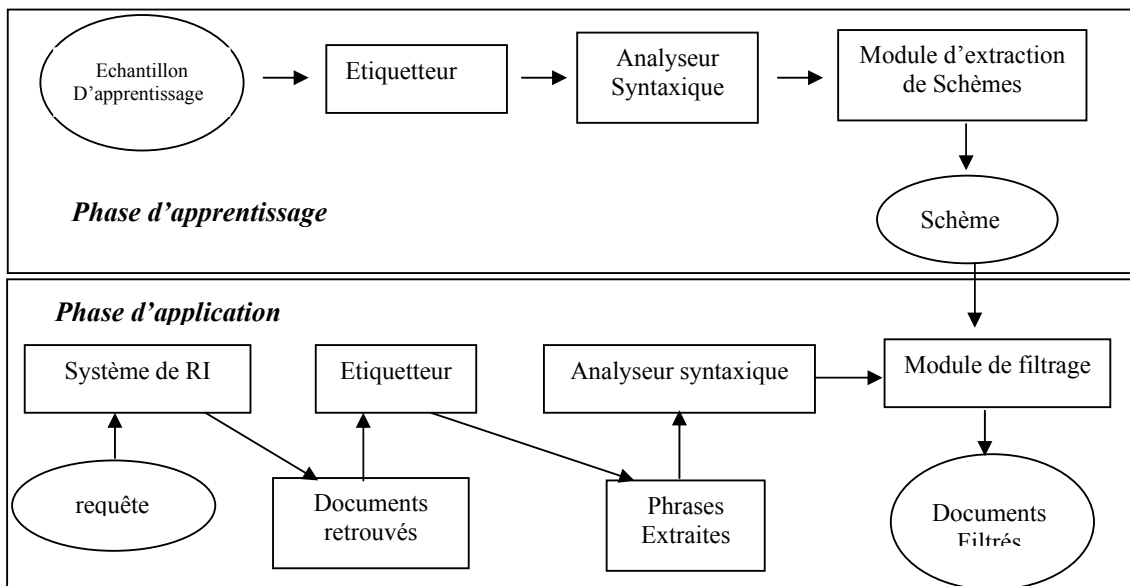 Echantillon
D'apprentissage
Etiquetteur
Analyseur
Syntaxique
Module d'extraction
de Schèmes
Phase d'apprentissage
Schème
Phase d'application
Système de RI
Etiquetteur
Analyseur syntaxique
Module de filtrage
requête
Documents
retrouvés
Phrases
Extraites
Documents
Filtrés